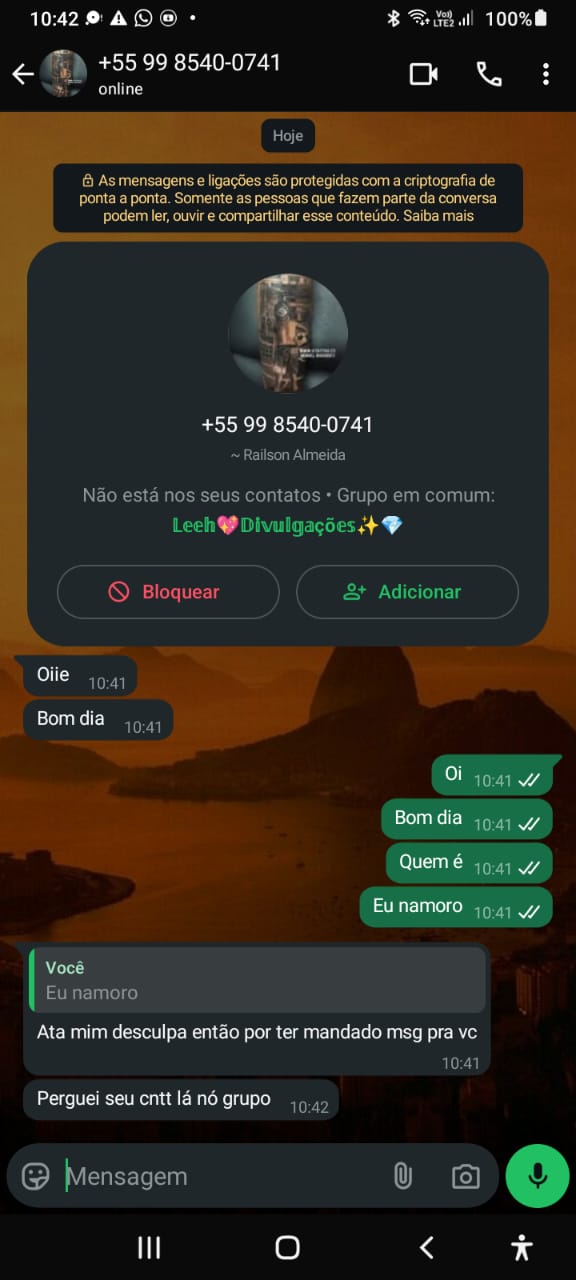 10:42
Vo))
LTE2
100%
+55 99 8540-0741
online
Hoje
As mensagens e ligações são protegidas com a criptografia de
ponta a ponta. Somente as pessoas que fazem parte da conversa
podem ler, ouvir e compartilhar esse conteúdo. Saiba mais
+55 99 8540-0741
~ Railson Almeida
Não está nos seus contatos • Grupo em comum:
𝕃𝕖𝕖𝕙💖𝔻𝕚𝕧𝕦𝕝𝕘𝕒çõ𝕖𝕤✨💎
Bloquear
Adicionar
Oiie 10:41
Bom dia 10:41
Oi 10:41
Bom dia 10:41
Quem é 10:41
Eu namoro 10:41
Você
Eu namoro
Ata mim desculpa então por ter mandado msg pra vc
10:41
Perguei seu cntt lá nó grupo 10:42
Mensagem